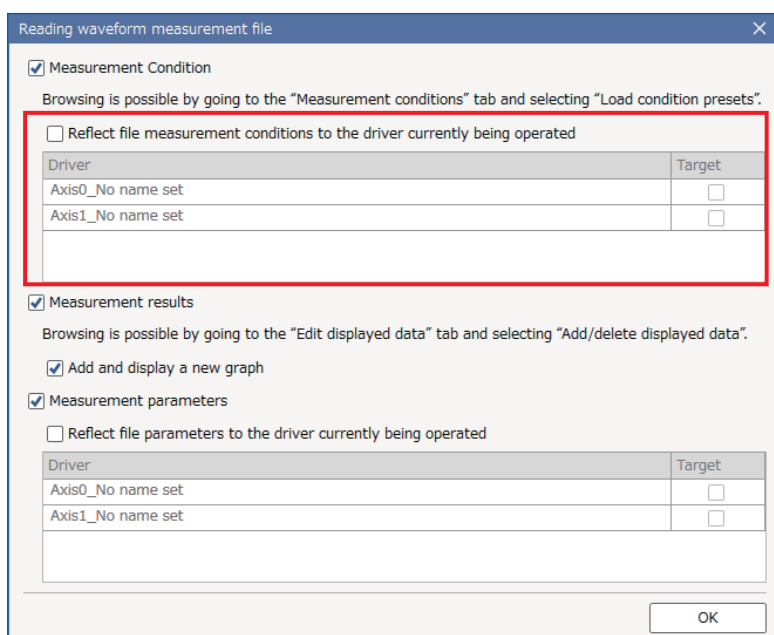 Reading waveform measurement file
Measurement Condition
Browsing is possible by going to the “Measurement conditions” tab and selecting “Load condition presets”.
Reflect file measurement conditions to the driver currently being operated
Driver Target
Axis0_No name set
Axis1_No name set
Measurement results
Browsing is possible by going to the “Edit displayed data” tab and selecting “Add/delete displayed data”.
Add and display a new graph
Measurement parameters
Reflect file parameters to the driver currently being operated
Driver Target
Axis0_No name set
Axis1_No name set
OK